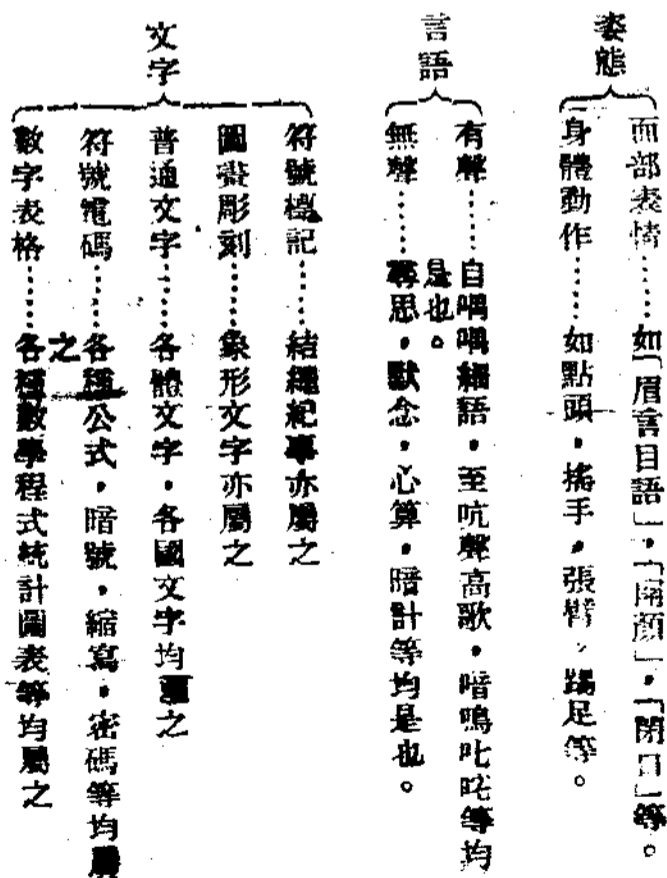 姿態
面部表情……如「眉言目語」,「開顏」,「閉目」等。
身體動作……如點頭,搖手,張臂,踢足等。
言語
有聲……自喁喁細語,至吭聲高歌,喑鳴叱咤等均
是也。
無聲……尋思,默念,心算,暗計等均是也。
文字
符號標記……結繩紀事亦屬之
圖畫彫刻……象形文字亦屬之
普通文字……各體文字,各國文字均屬之
符號電碼……各種公式,暗號,縮寫,密碼等均屬
之
數字表格……各種數學程式統計圖表等均屬之